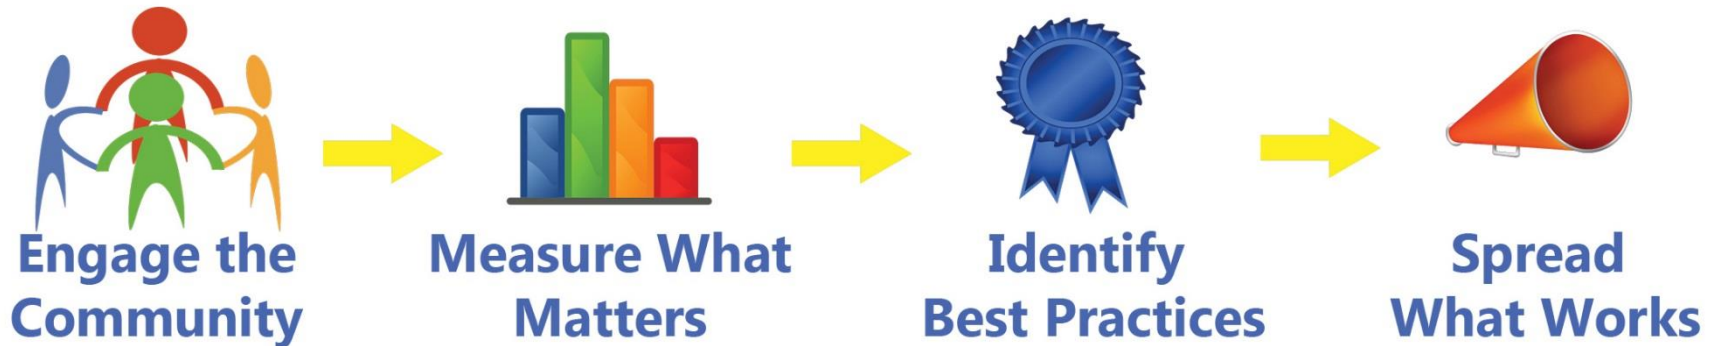 Engage the
Community
Measure What
Matters
Identify
Best Practices
Spread
What Works